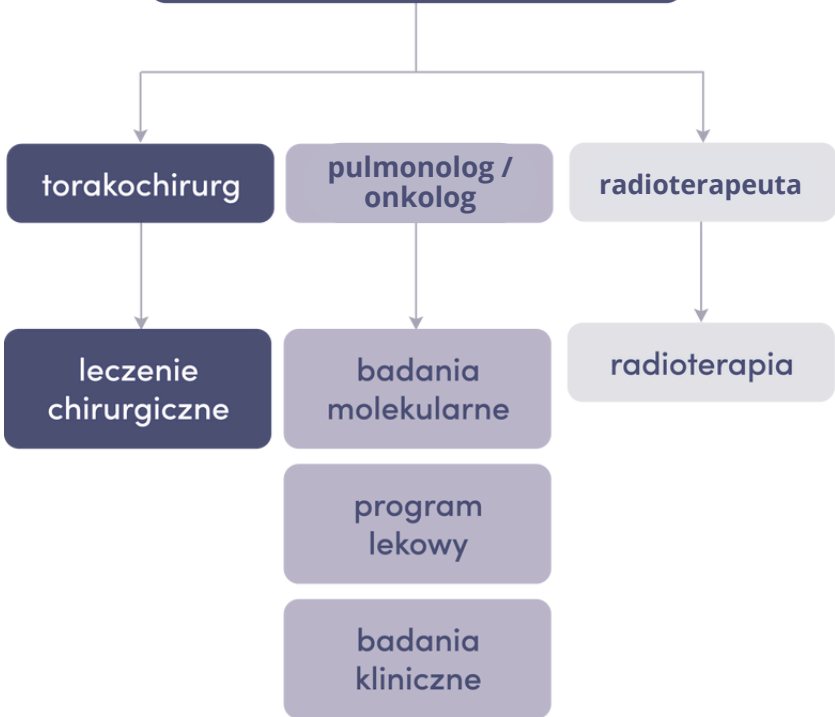 torakochirurg
pulmonolog /
onkolog
radioterapeuta
leczenie
chirurgiczne
badania
molekularne
radioterapia
program
lekowy
badania
kliniczne